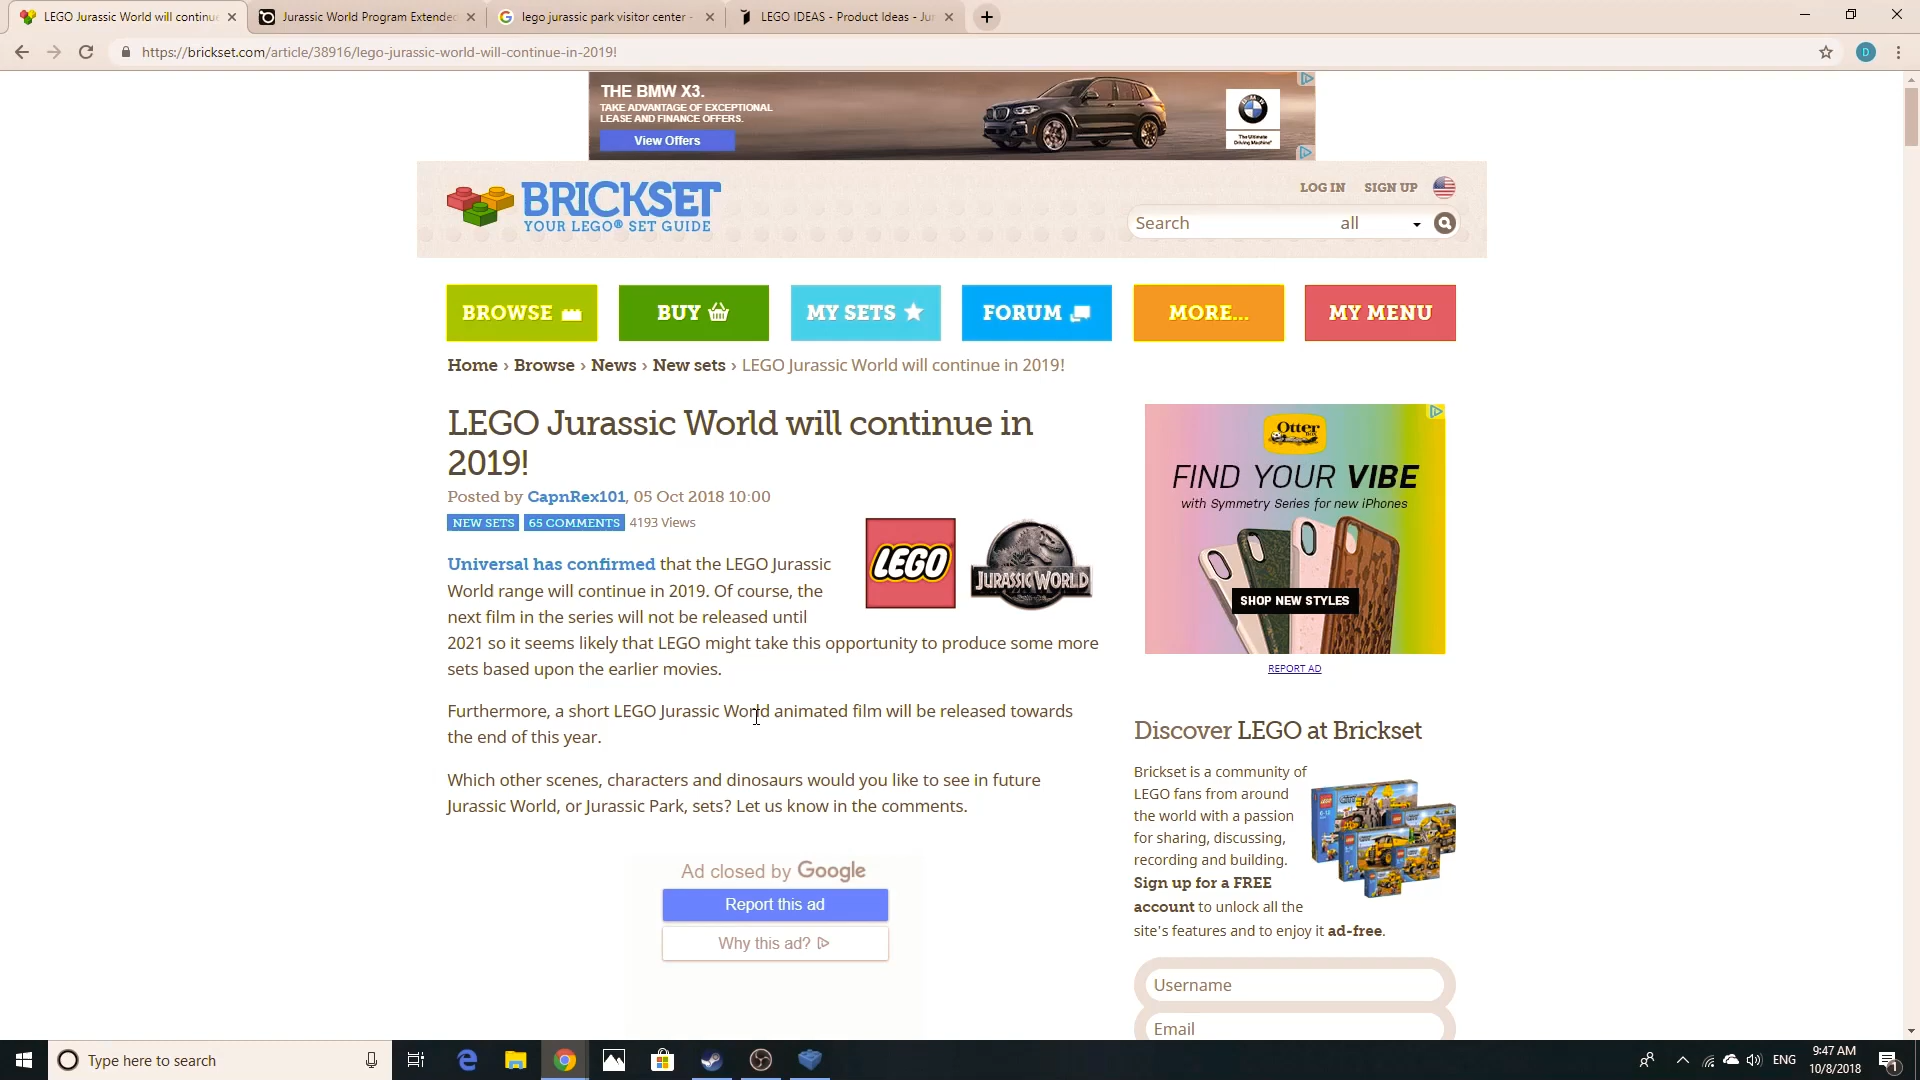 LEGO Jurassic World will continue
Jurassic World Program Extended
lego jurassic park visitor center -
LEGO IDEAS - Product Ideas - Ju
https://brickset.com/article/38916/lego-jurassic-world-will-continue-in-2019!
D
THE BMW X3.
TAKE ADVANTAGE OF EXCEPTIONAL
LEASE AND FINANCE OFFERS.
View Offers
BMW
The Ultimate
Driving Machine®
BRICKSET
YOUR LEGO® SET GUIDE
LOG IN SIGN UP
Search all
BROWSE
BUY
MY SETS
FORUM
MORE...
MY MENU
Home › Browse › News › New sets › LEGO Jurassic World will continue in 2019!
LEGO Jurassic World will continue in
2019!
Posted by CapnRex101, 05 Oct 2018 10:00
NEW SETS 65 COMMENTS 4193 Views
LEGO
JURASSIC WORLD
Universal has confirmed that the LEGO Jurassic
World range will continue in 2019. Of course, the
next film in the series will not be released until
2021 so it seems likely that LEGO might take this opportunity to produce some more
sets based upon the earlier movies.
Furthermore, a short LEGO Jurassic World animated film will be released towards
the end of this year.
Which other scenes, characters and dinosaurs would you like to see in future
Jurassic World, or Jurassic Park, sets? Let us know in the comments.
Ad closed by Google
Report this ad
Why this ad?
Otter
BOX
FIND YOUR VIBE
with Symmetry Series for new iPhones
SHOP NEW STYLES
REPORT AD
Discover LEGO at Brickset
Brickset is a community of
LEGO fans from around
the world with a passion
for sharing, discussing,
recording and building.
Sign up for a FREE
account to unlock all the
site's features and to enjoy it ad-free.
Username
Email
Type here to search
ENG
9:47 AM
10/8/2018
1